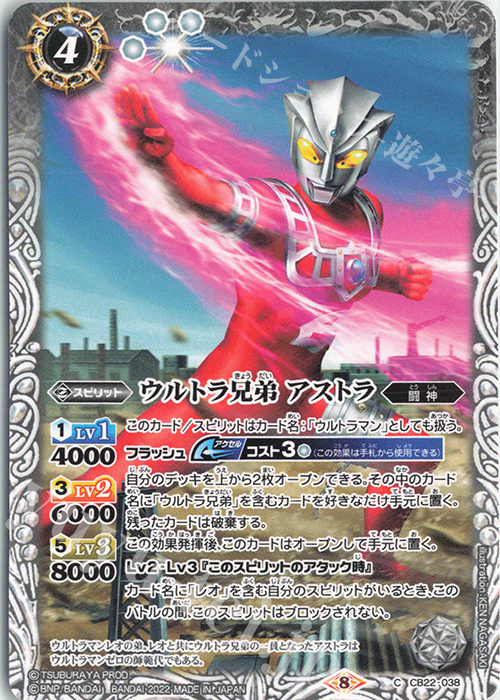 4
カードショップ -遊々亭-
スピリット
ウルトラ兄弟 アストラ
闘神
1 LV1
4000
3 LV2
6000
5 LV3
8000
このカード/スピリットはカード名:「ウルトラマン」としても扱う。
フラッシュ アクセル コスト3 (この効果は手札から使用できる)
自分のデッキを上から2枚オープンできる。その中のカード
名に「ウルトラ兄弟」を含むカードを好きなだけ手元に置く。
残ったカードは破棄する。
この効果発揮後、このカードはオープンして手元に置く。
Lv2-Lv3『このスピリットのアタック時』
カード名に「レオ」を含む自分のスピリットがいるとき、この
バトルの間、このスピリットはブロックされない。
ウルトラマンレオの弟。レオと共にウルトラ兄弟の一員となったアストラは
ウルトラマンゼロの師範代でもある。
Illustration:KEN NAGASAKI
©TSUBURAYA PROD.
©BNP/BANDAI BANDAI 2022 MADE IN JAPAN
8
C CB22-038